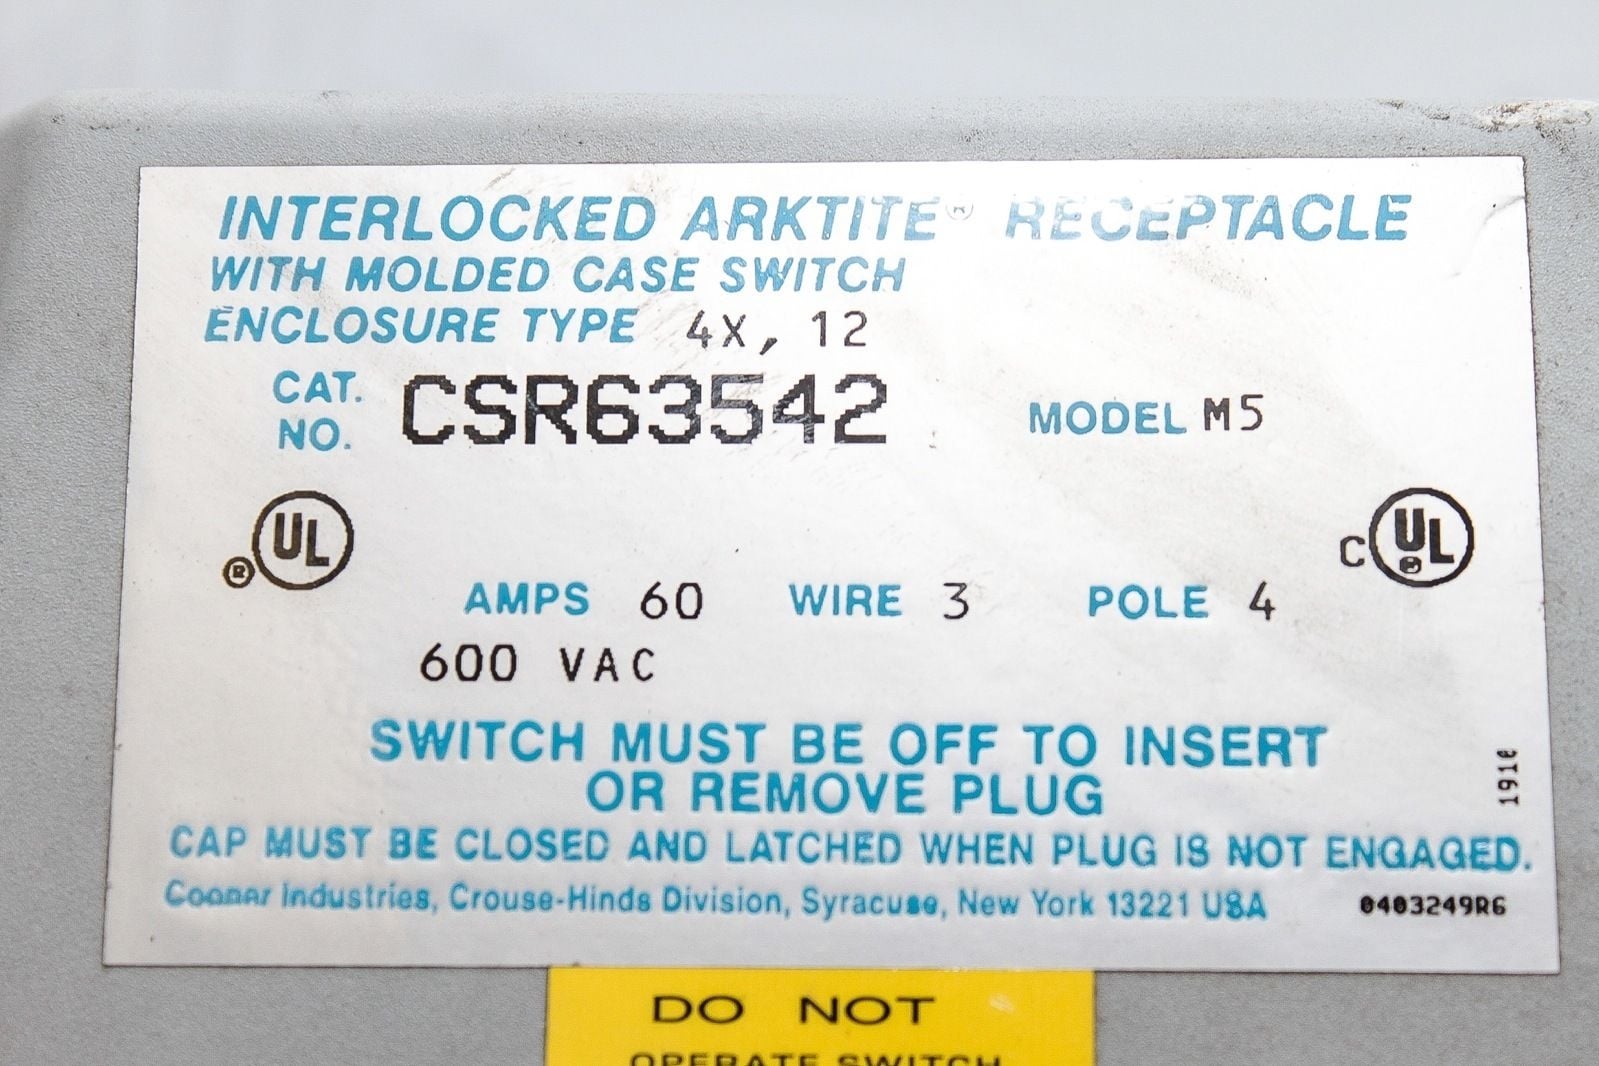 INTERLOCKED ARKTITE® RECEPTACLE
WITH MOLDED CASE SWITCH
ENCLOSURE TYPE 4X, 12
CAT. NO. CSR63542 MODEL M5
UL ® C UL ®
AMPS 60 WIRE 3 POLE 4
600 VAC
SWITCH MUST BE OFF TO INSERT
OR REMOVE PLUG
CAP MUST BE CLOSED AND LATCHED WHEN PLUG IS NOT ENGAGED.
Cooper Industries, Crouse-Hinds Division, Syracuse, New York 13221 USA 0403249R6
DO NOT
OPERATE SWITCH